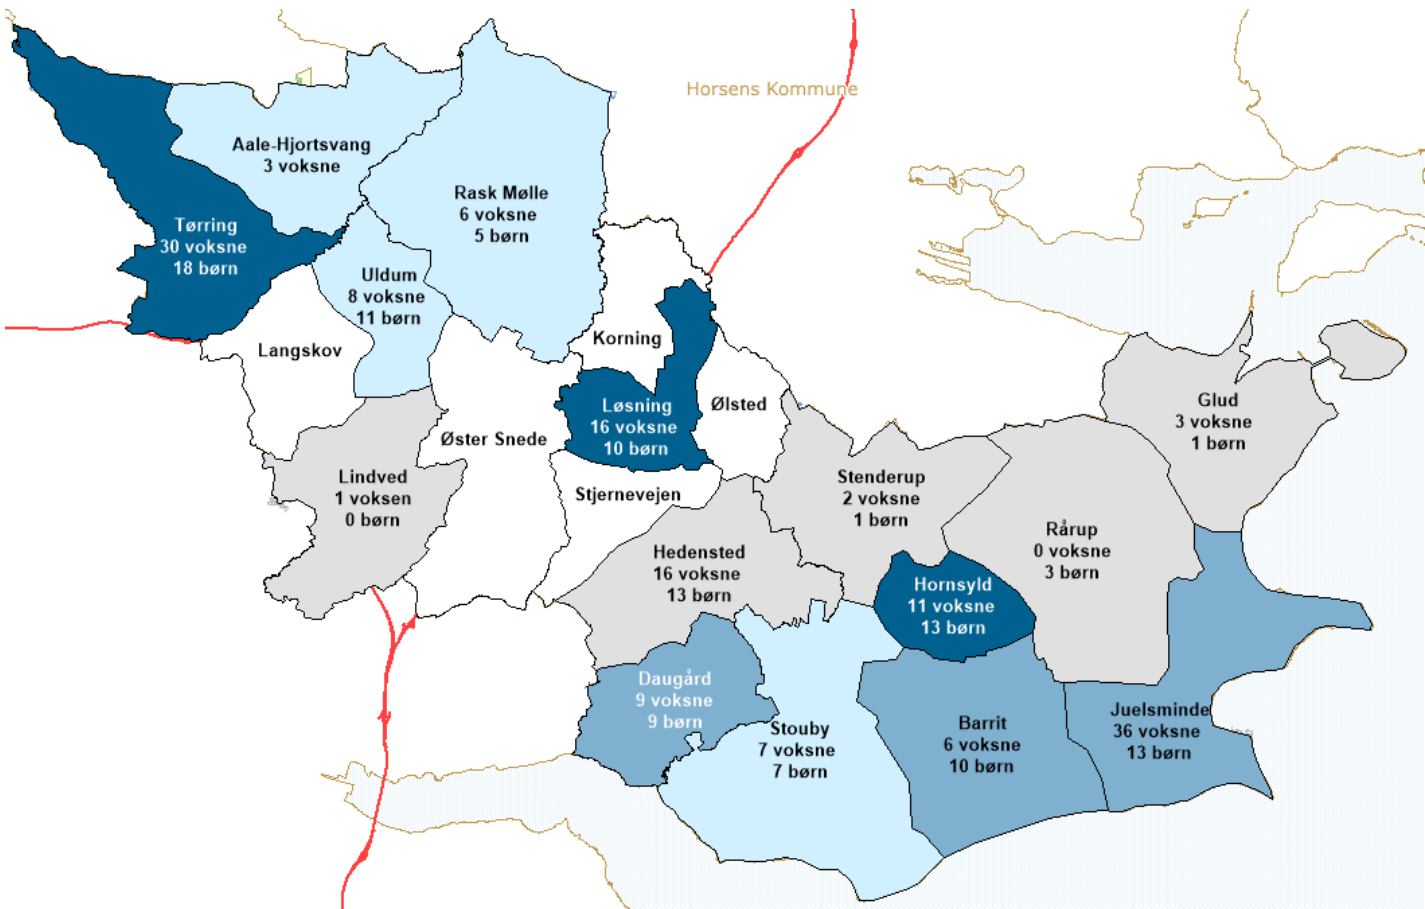 Horsens Kommune
Aale-Hjortsvang
3 voksne
Rask Mølle
6 voksne
5 børn
Tørring
30 voksne
18 børn
Uldum
8 voksne
11 børn
Langskov
Korning
Løsning
16 voksne
10 børn
Ølsted
Glud
3 voksne
1 børn
Øster Snede
Lindved
1 voksen
0 børn
Stjernevejen
Stenderup
2 voksne
1 børn
Rårup
0 voksne
3 børn
Hedensted
16 voksne
13 børn
Hornsyld
11 voksne
13 børn
Daugård
9 voksne
9 børn
Stouby
7 voksne
7 børn
Barrit
6 voksne
10 børn
Juelsminde
36 voksne
13 børn